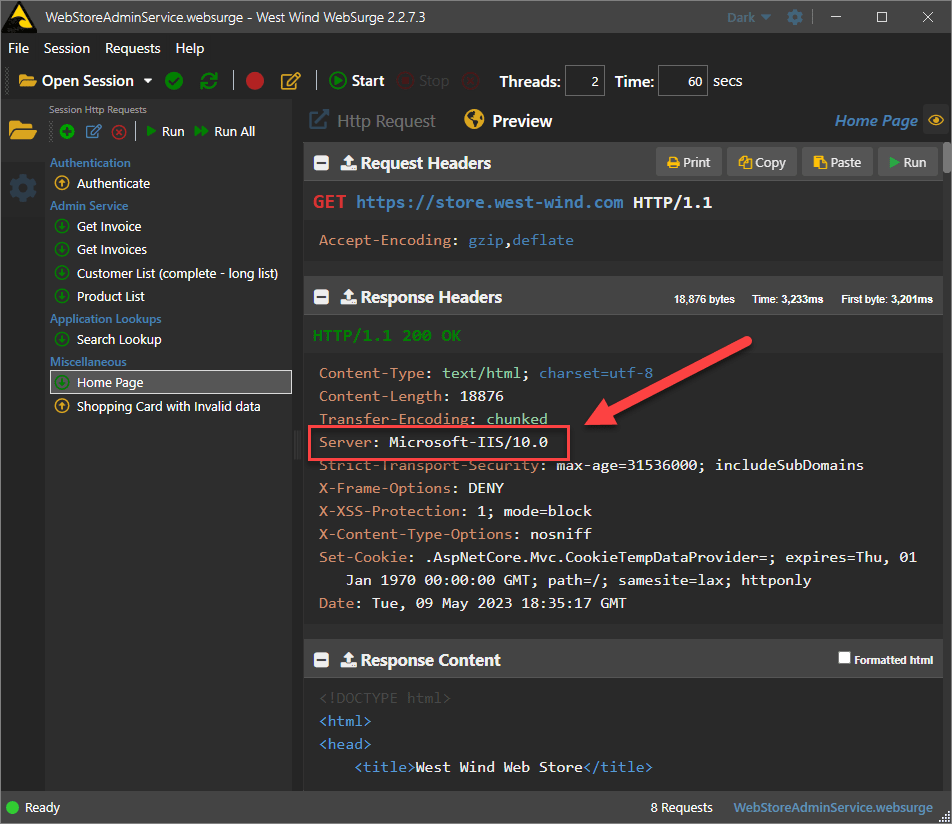 WebStoreAdminService.websurge - West Wind WebSurge 2.2.7.3
Dark
File Session Requests Help
Open Session Start Stop Threads: 2 Time: 60 secs
Session Http Requests
Run Run All
Authentication
Authenticate
Admin Service
Get Invoice
Get Invoices
Customer List (complete - long list)
Product List
Application Lookups
Search Lookup
Miscellaneous
Home Page
Shopping Card with Invalid data
Http Request Preview Home Page
Request Headers Print Copy Paste Run
GET https://store.west-wind.com HTTP/1.1
Accept-Encoding: gzip,deflate
Response Headers 18,876 bytes Time: 3,233ms First byte: 3,201ms
HTTP/1.1 200 OK
Content-Type: text/html; charset=utf-8
Content-Length: 18876
Transfer-Encoding: chunked
Server: Microsoft-IIS/10.0
Strict-Transport-Security: max-age=31536000; includeSubDomains
X-Frame-Options: DENY
X-XSS-Protection: 1; mode=block
X-Content-Type-Options: nosniff
Set-Cookie: .AspNetCore.Mvc.CookieTempDataProvider=; expires=Thu, 01
Jan 1970 00:00:00 GMT; path=/; samesite=lax; httponly
Date: Tue, 09 May 2023 18:35:17 GMT
Response Content Formatted html
<!DOCTYPE html>
<html>
<head>
<title>West Wind Web Store</title>
Ready 8 Requests WebStoreAdminService.websurge